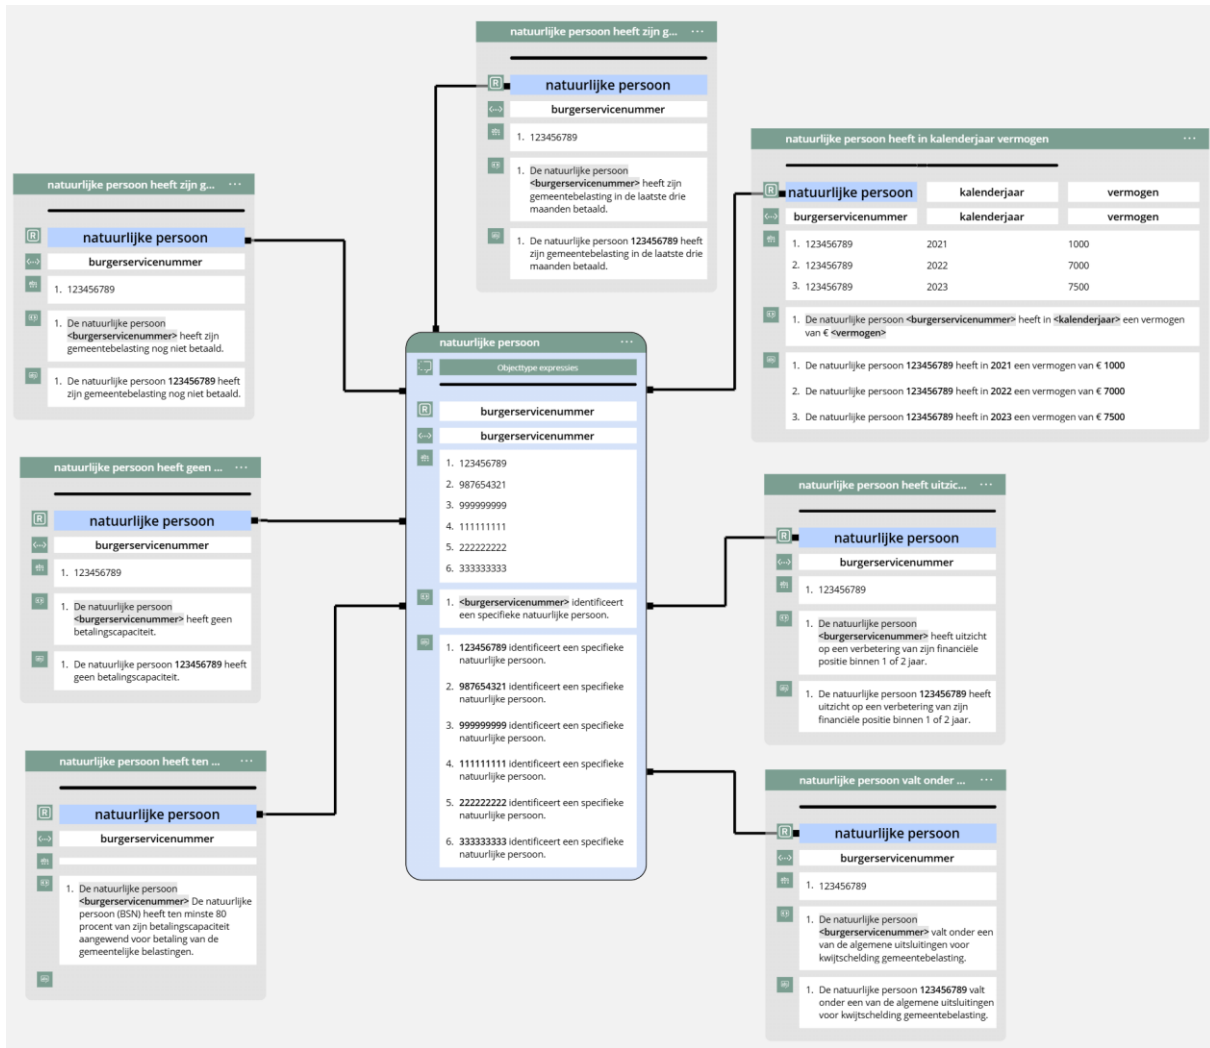 natuurlijke persoon heeft zijn g... ...
natuurlijke persoon
burgerservicenummer
1. 123456789
1. De natuurlijke persoon
<burgerservicenummer> heeft zijn
gemeentebelasting in de laatste drie
maanden betaald.
1. De natuurlijke persoon 123456789 heeft
zijn gemeentebelasting in de laatste drie
maanden betaald.
natuurlijke persoon heeft in kalenderjaar vermogen ...
natuurlijke persoon kalenderjaar vermogen
burgerservicenummer kalenderjaar vermogen
1. 123456789 2021 1000
2. 123456789 2022 7000
3. 123456789 2023 7500
1. De natuurlijke persoon <burgerservicenummer> heeft in <kalenderjaar> een vermogen
van € <vermogen>
1. De natuurlijke persoon 123456789 heeft in 2021 een vermogen van € 1000
2. De natuurlijke persoon 123456789 heeft in 2022 een vermogen van € 7000
3. De natuurlijke persoon 123456789 heeft in 2023 een vermogen van € 7500
natuurlijke persoon heeft zijn g... ...
natuurlijke persoon
burgerservicenummer
1. 123456789
1. De natuurlijke persoon
<burgerservicenummer> heeft zijn
gemeentebelasting nog niet betaald.
1. De natuurlijke persoon 123456789 heeft
zijn gemeentebelasting nog niet betaald.
natuurlijke persoon ...
Objecttype expressies
burgerservicenummer
burgerservicenummer
1. 123456789
2. 987654321
3. 999999999
4. 111111111
5. 222222222
6. 333333333
1. <burgerservicenummer> identificeert
een specifieke natuurlijke persoon.
1. 123456789 identificeert een specifieke
natuurlijke persoon.
2. 987654321 identificeert een specifieke
natuurlijke persoon.
3. 999999999 identificeert een specifieke
natuurlijke persoon.
4. 111111111 identificeert een specifieke
natuurlijke persoon.
5. 222222222 identificeert een specifieke
natuurlijke persoon.
6. 333333333 identificeert een specifieke
natuurlijke persoon.
natuurlijke persoon heeft geen ... ...
natuurlijke persoon
burgerservicenummer
1. 123456789
1. De natuurlijke persoon
<burgerservicenummer> heeft geen
betalingscapaciteit.
1. De natuurlijke persoon 123456789 heeft
geen betalingscapaciteit.
natuurlijke persoon heeft uitzic... ...
natuurlijke persoon
burgerservicenummer
1. 123456789
1. De natuurlijke persoon
<burgerservicenummer> heeft uitzicht
op een verbetering van zijn financiële
positie binnen 1 of 2 jaar.
1. De natuurlijke persoon 123456789 heeft
uitzicht op een verbetering van zijn
financiële positie binnen 1 of 2 jaar.
natuurlijke persoon heeft ten ... ...
natuurlijke persoon
burgerservicenummer
1. De natuurlijke persoon
<burgerservicenummer> De natuurlijke
persoon (BSN) heeft ten minste 80
procent van zijn betalingscapaciteit
aangewend voor betaling van de
gemeentelijke belastingen.
natuurlijke persoon valt onder ... ...
natuurlijke persoon
burgerservicenummer
1. 123456789
1. De natuurlijke persoon
<burgerservicenummer> valt onder een
van de algemene uitsluitingen voor
kwijtschelding gemeentebelasting.
1. De natuurlijke persoon 123456789 valt
onder een van de algemene uitsluitingen
voor kwijtschelding gemeentebelasting.